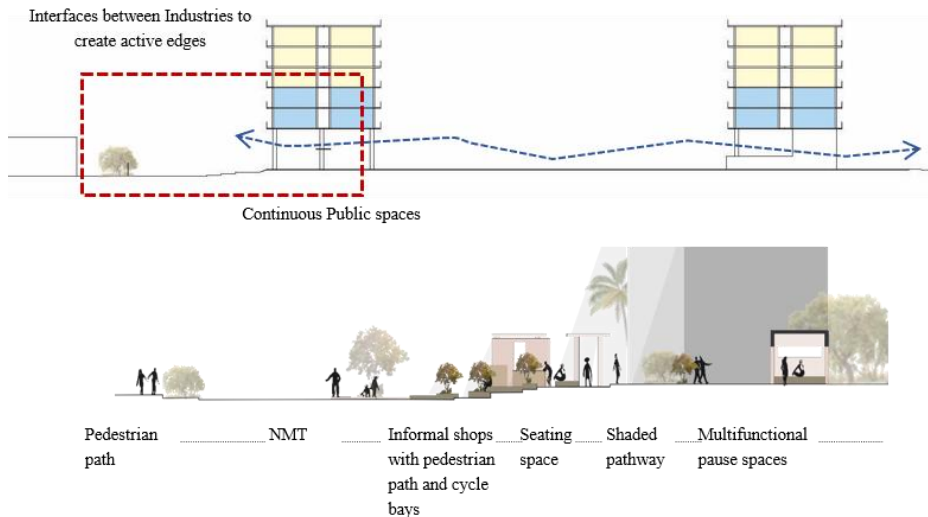 Interfaces between Industries to
create active edges
Continuous Public spaces
Pedestrian
path
NMT
Informal shops
with pedestrian
path and cycle
bays
Seating
space
Shaded
pathway
Multifunctional
pause spaces